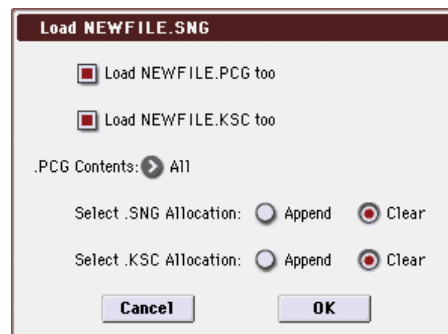 Load NEWFILE.SNG
Load NEWFILE.PCG too
Load NEWFILE.KSC too
.PCG Contents: All
Select .SNG Allocation: Append Clear
Select .KSC Allocation: Append Clear
Cancel OK